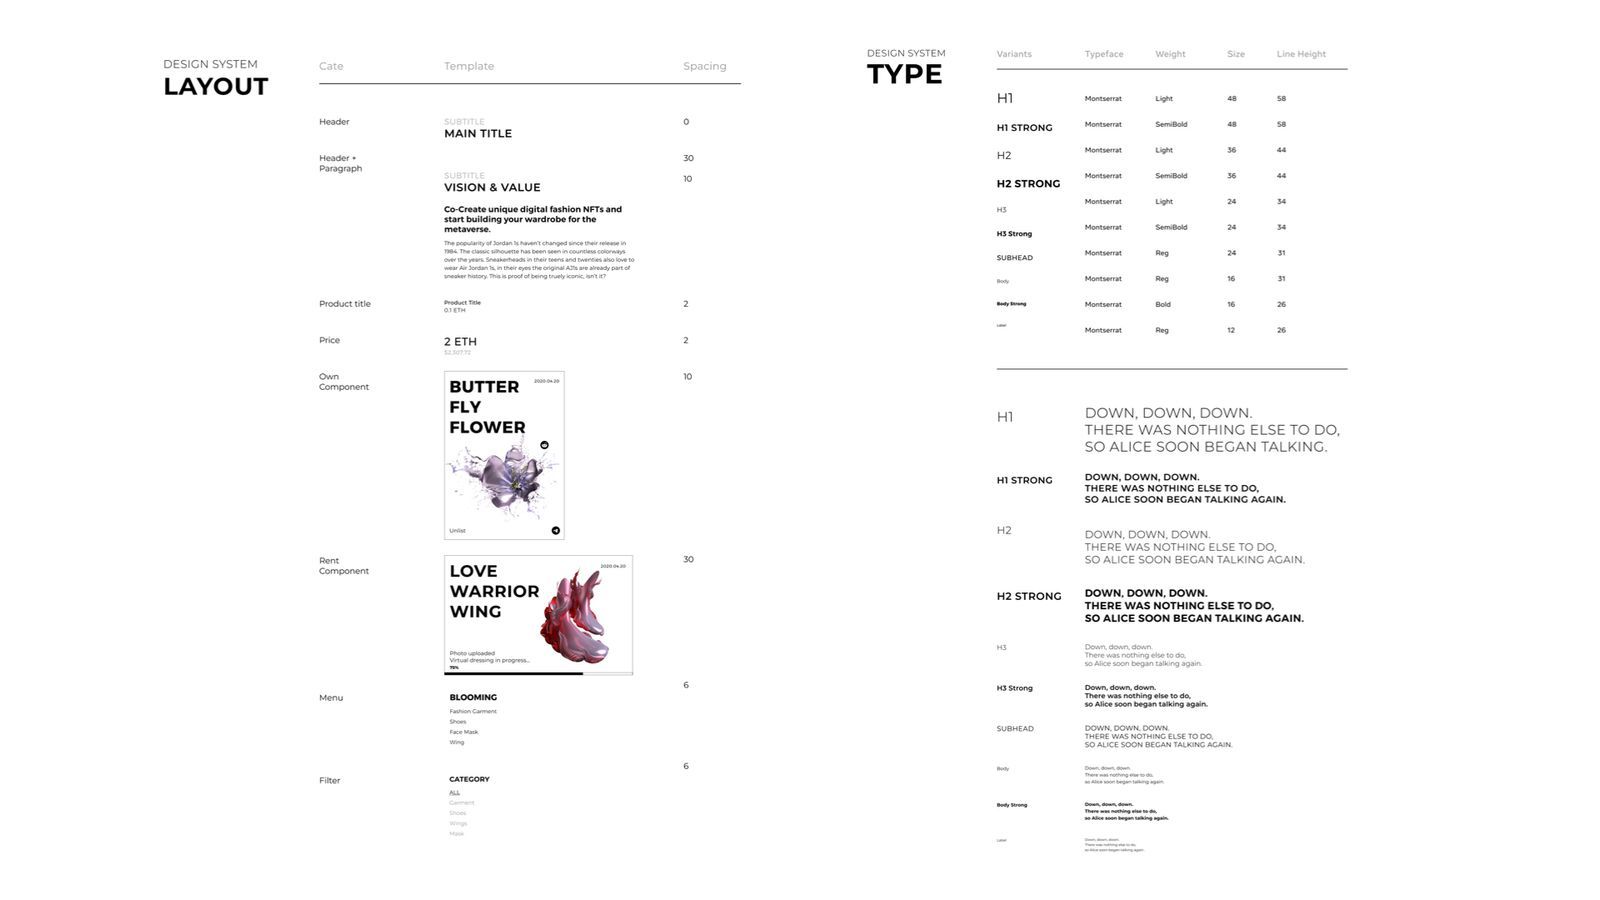 DESIGN SYSTEM
LAYOUT
Cate Template Spacing
Header
SUBTITLE
MAIN TITLE
0
Header +
Paragraph
30
10
SUBTITLE
VISION & VALUE
Co-Create unique digital fashion NFTs and
start building your wardrobe for the
metaverse.
The popularity of Jordan 1s haven't changed since their release in
1984. The classic silhouette has been seen in countless colorways
over the years. Sneakerheads in their teens and twenties also love to
wear Air Jordan 1s, in their eyes the original AJ1s are already part of
sneaker history. This is proof of being truely iconic, isn't it?
Product title
Product Title
0.1 ETH
2
Price
2 ETH
$2,307.72
2
Own
Component
BUTTER
FLY
FLOWER
2020.04.20
Unlist
10
Rent
Component
LOVE
WARRIOR
WING
2020.04.20
Photo uploaded
Virtual dressing in progress...
75%
30
Menu
BLOOMING
Fashion Garment
Shoes
Face Mask
Wing
6
Filter
CATEGORY
ALL
Garment
Shoes
Wings
Mask
6
DESIGN SYSTEM
TYPE
Variants Typeface Weight Size Line Height
H1 Montserrat Light 48 58
H1 STRONG Montserrat SemiBold 48 58
H2 Montserrat Light 36 44
H2 STRONG Montserrat SemiBold 36 44
H3 Montserrat Light 24 34
H3 Strong Montserrat SemiBold 24 34
SUBHEAD Montserrat Reg 24 31
Body Montserrat Reg 16 31
Body Strong Montserrat Bold 16 26
Label Montserrat Reg 12 26
H1
DOWN, DOWN, DOWN.
THERE WAS NOTHING ELSE TO DO,
SO ALICE SOON BEGAN TALKING.
H1 STRONG
DOWN, DOWN, DOWN.
THERE WAS NOTHING ELSE TO DO,
SO ALICE SOON BEGAN TALKING AGAIN.
H2
DOWN, DOWN, DOWN.
THERE WAS NOTHING ELSE TO DO,
SO ALICE SOON BEGAN TALKING AGAIN.
H2 STRONG
DOWN, DOWN, DOWN.
THERE WAS NOTHING ELSE TO DO,
SO ALICE SOON BEGAN TALKING AGAIN.
H3
Down, down, down.
There was nothing else to do,
so Alice soon began talking again.
H3 Strong
Down, down, down.
There was nothing else to do,
so Alice soon began talking again.
SUBHEAD
DOWN, DOWN, DOWN.
THERE WAS NOTHING ELSE TO DO,
SO ALICE SOON BEGAN TALKING AGAIN.
Body
Down, down, down.
There was nothing else to do,
so Alice soon began talking again.
Body Strong
Down, down, down.
There was nothing else to do,
so Alice soon began talking again.
Label
Down, down, down.
There was nothing else to do,
so Alice soon began talking again.